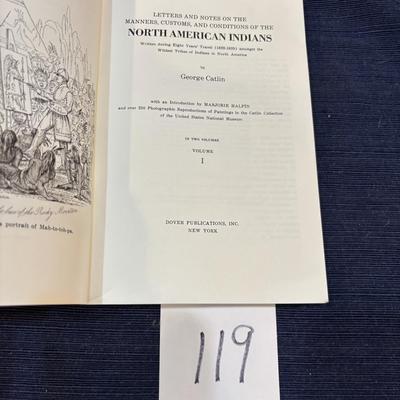 LETTERS AND NOTES ON THE
MANNERS, CUSTOMS, AND CONDITIONS OF THE
NORTH AMERICAN INDIANS
Written during Eight Years' Travel (1832-1839) amongst the
Wildest Tribes of Indians in North America
by
George Catlin
with an Introduction by MARJORIE HALPIN
and over 250 Photographic Reproductions of Paintings in the Catlin Collection
of the United States National Museum
IN TWO VOLUMES
VOLUME
I
DOVER PUBLICATIONS, INC.
NEW YORK
base of the Rocky Mountain
a portrait of Mah-to-toh-pa.
119